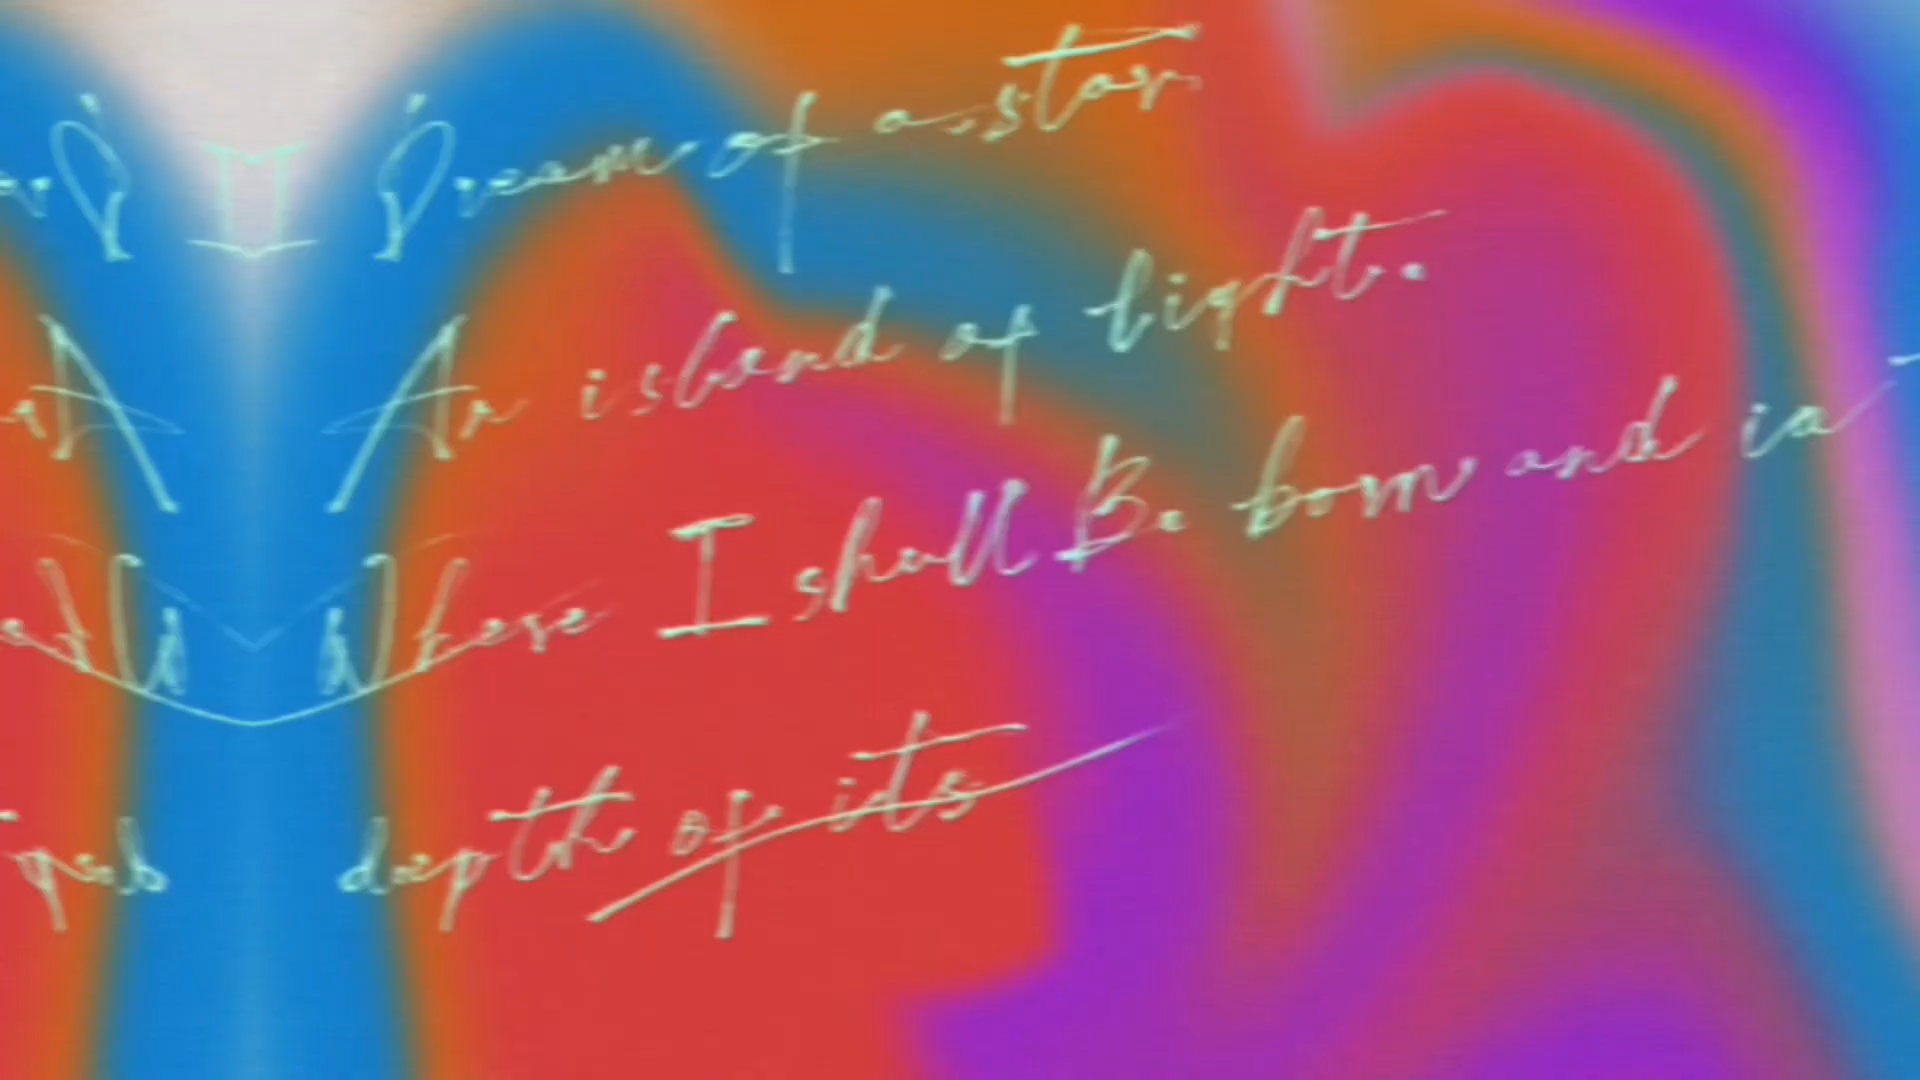 I Dream of a star
An island of light.
where I shall Be born and in
depth of its